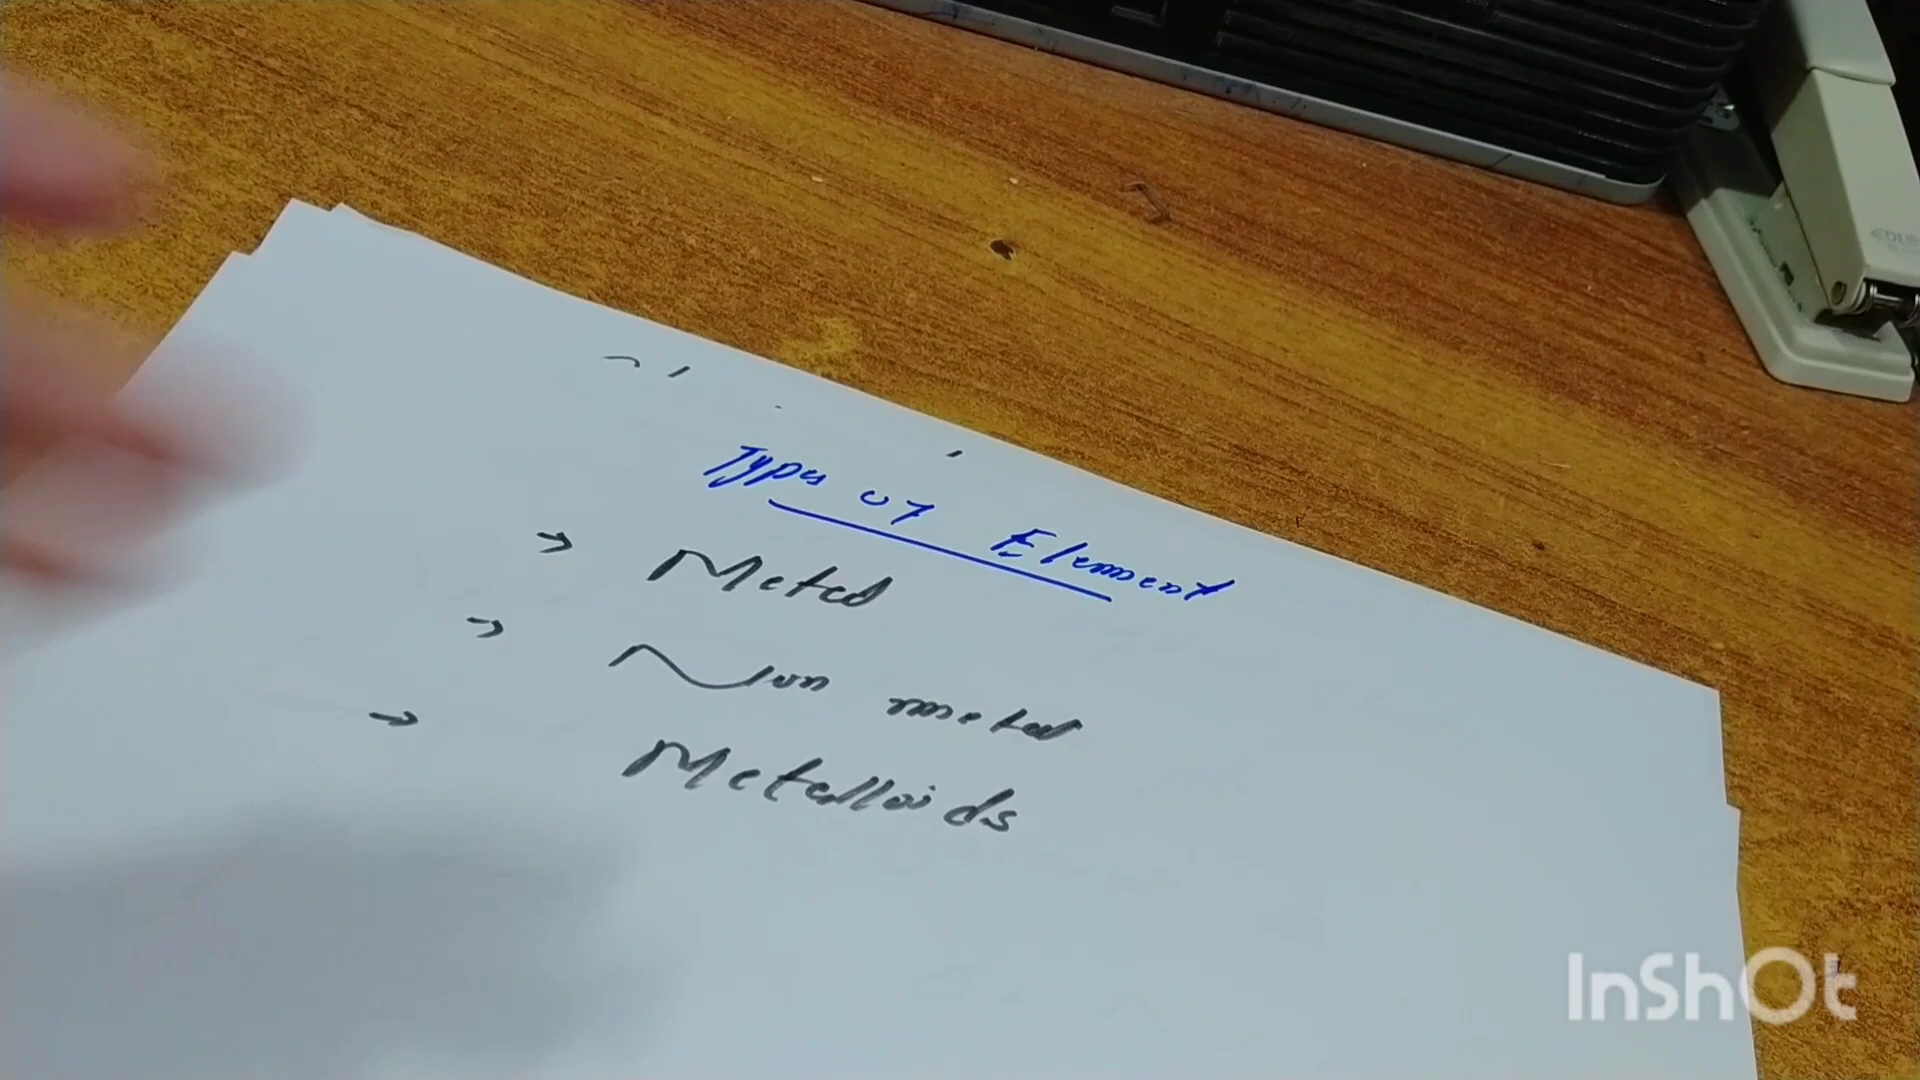 Types of Element
→ Metal
→ Non metal
→ Metalloids
InShOt